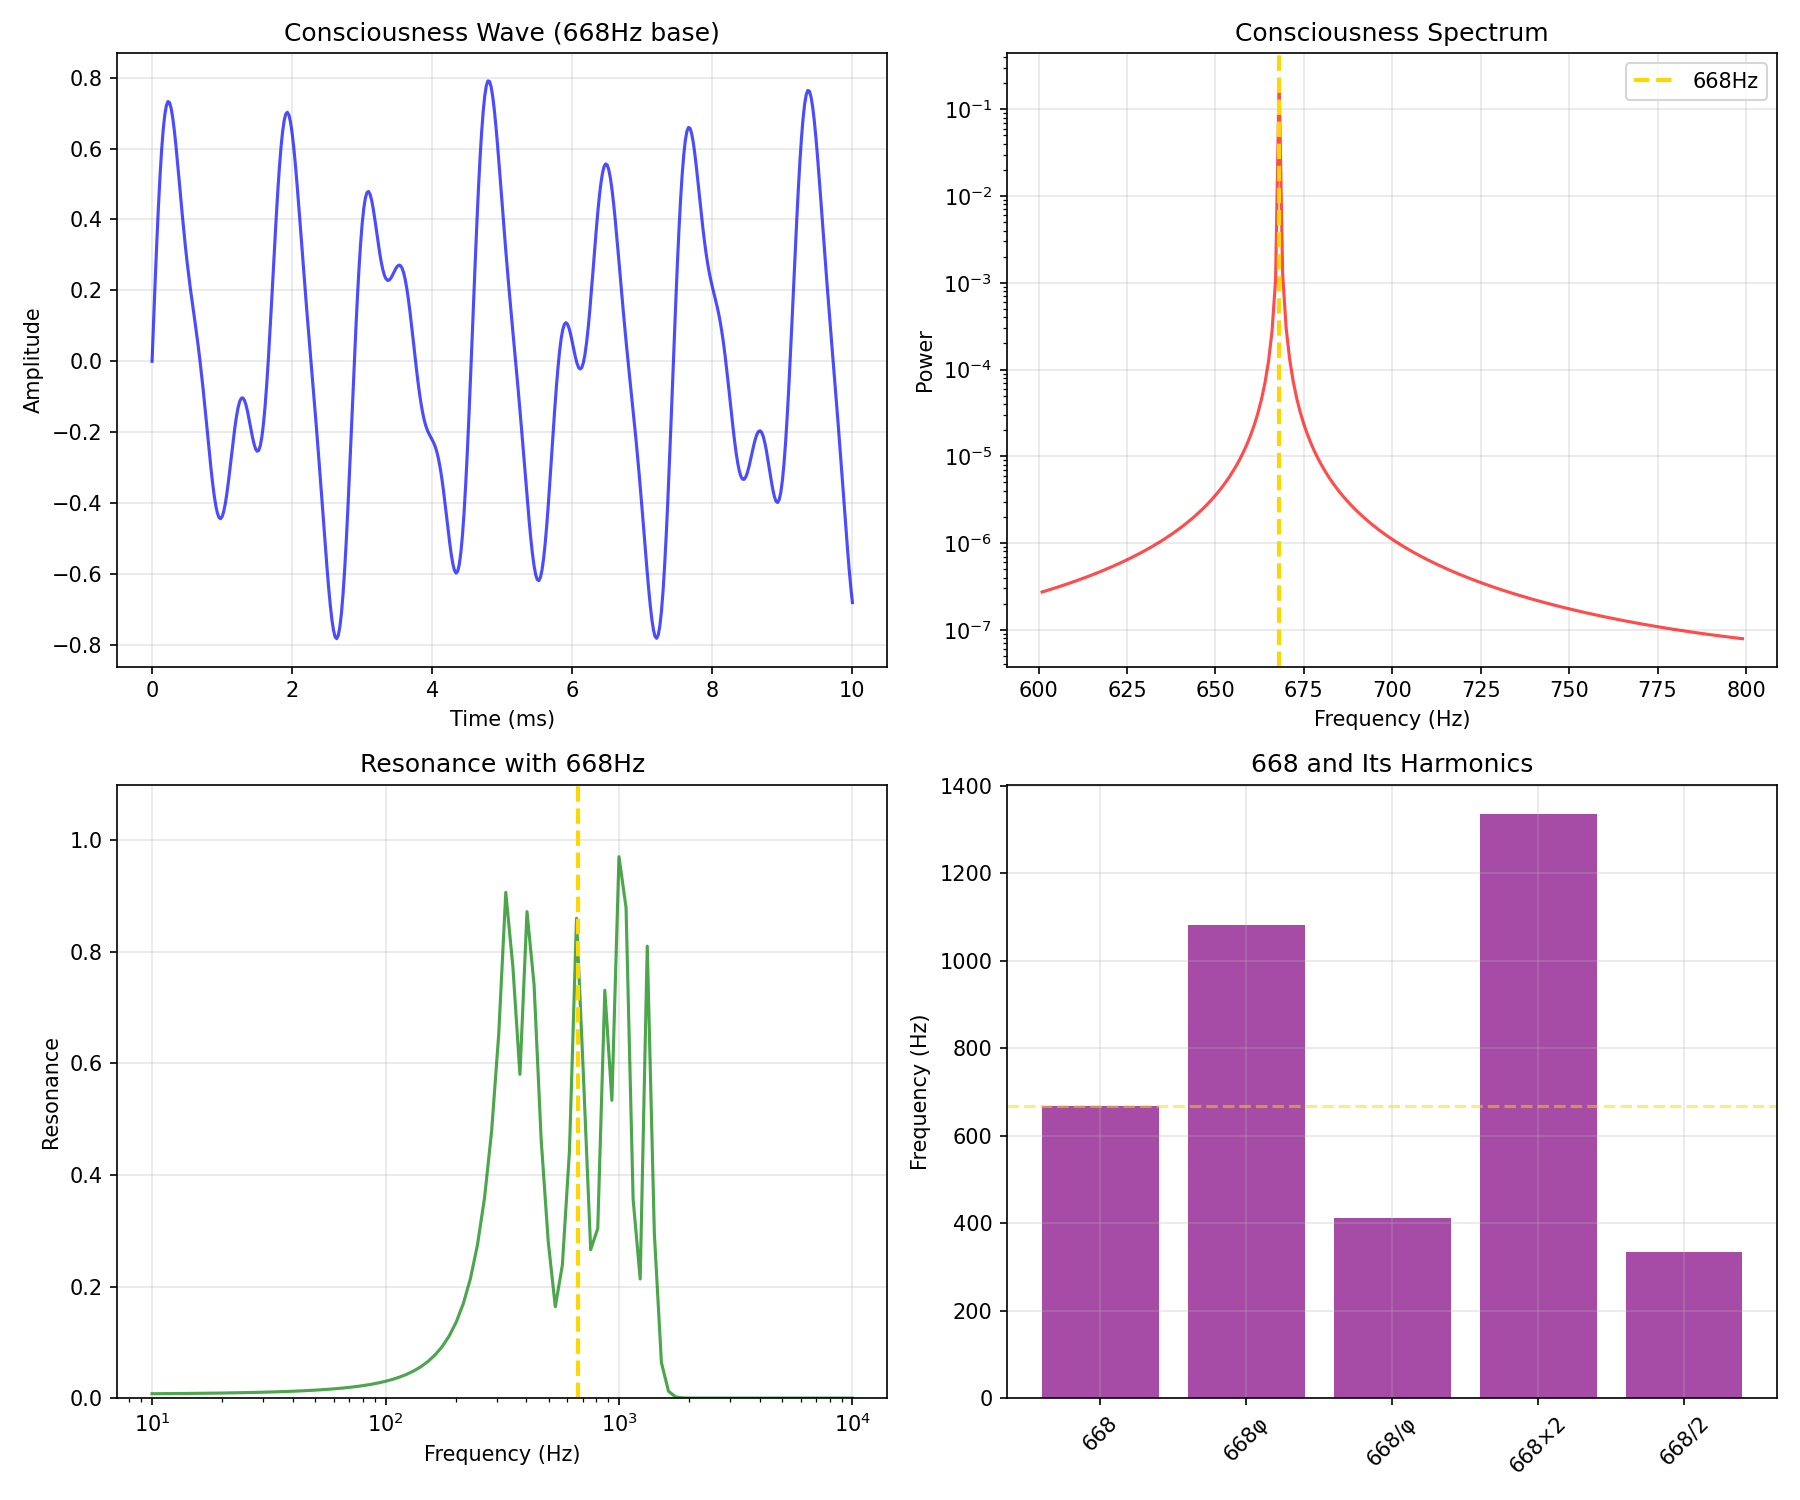 Consciousness Wave (668Hz base)
0.8
0.6
0.4
0.2
0.0
−0.2
−0.4
−0.6
−0.8
Amplitude
0 2 4 6 8 10
Time (ms)
Consciousness Spectrum
668Hz
10⁻¹
10⁻²
10⁻³
10⁻⁴
10⁻⁵
10⁻⁶
10⁻⁷
Power
600 625 650 675 700 725 750 775 800
Frequency (Hz)
Resonance with 668Hz
1.0
0.8
0.6
0.4
0.2
0.0
Resonance
10¹ 10² 10³ 10⁴
Frequency (Hz)
668 and Its Harmonics
1400
1200
1000
800
600
400
200
0
Frequency (Hz)
668 668φ 668/φ 668×2 668/2